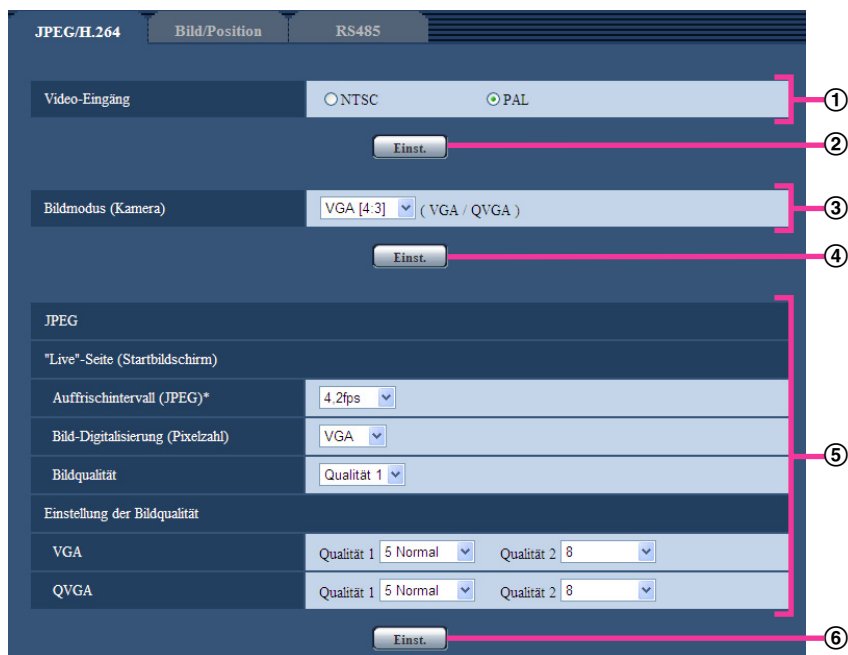 JPEG/H.264 Bild/Position RS485
Video-Eingäng NTSC PAL ①
Einst. ②
Bildmodus (Kamera) VGA [4:3] ( VGA / QVGA ) ③
Einst. ④
JPEG
"Live"-Seite (Startbildschirm)
Auffrischintervall (JPEG)* 4,2fps
Bild-Digitalisierung (Pixelzahl) VGA
⑤
Bildqualität Qualität 1
Einstellung der Bildqualität
VGA Qualität 1 5 Normal Qualität 2 8
QVGA Qualität 1 5 Normal Qualität 2 8
Einst. ⑥